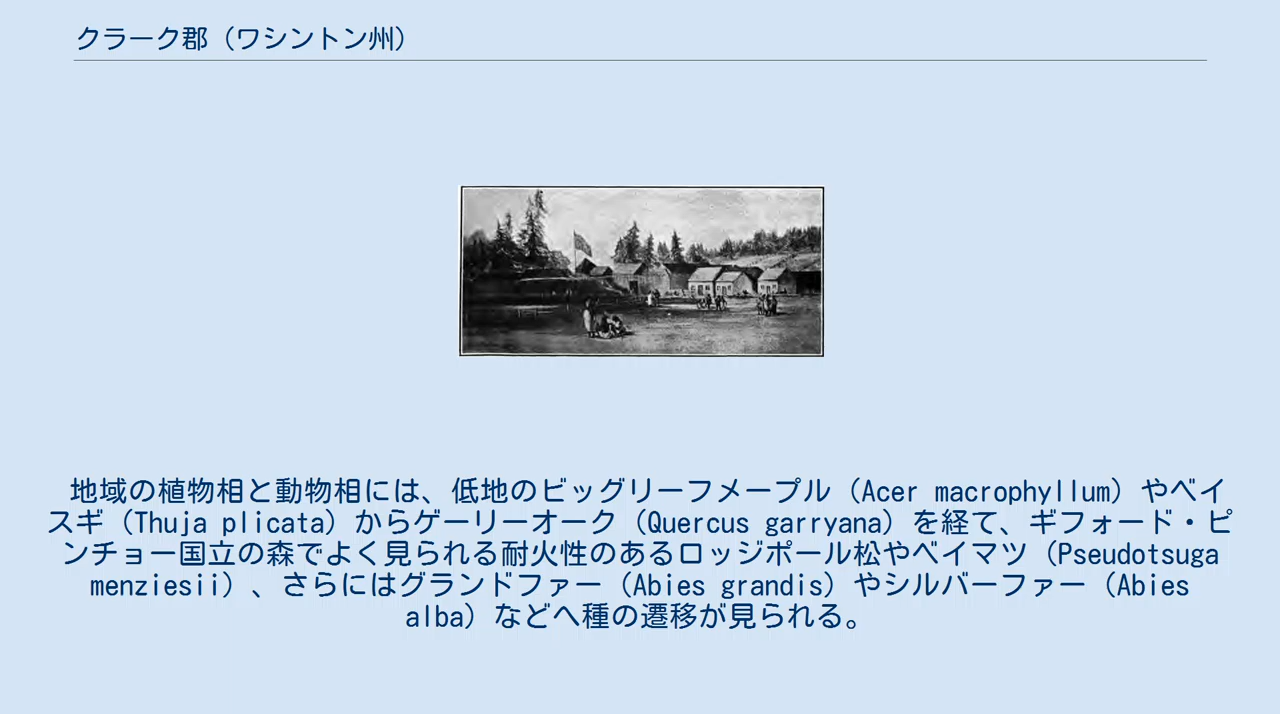 クラーク郡（ワシントン州）
地域の植物相と動物相には、低地のビッグリーフメープル（Acer macrophyllum）やベイ
スギ（Thuja plicata）からゲーリーオーク（Quercus garryana）を経て、ギフォード・ピ
ンチョー国立の森でよく見られる耐火性のあるロッジポール松やベイマツ（Pseudotsuga
menziesii）、さらにはグランドファー（Abies grandis）やシルバーファー（Abies
alba）などへ種の遷移が見られる。